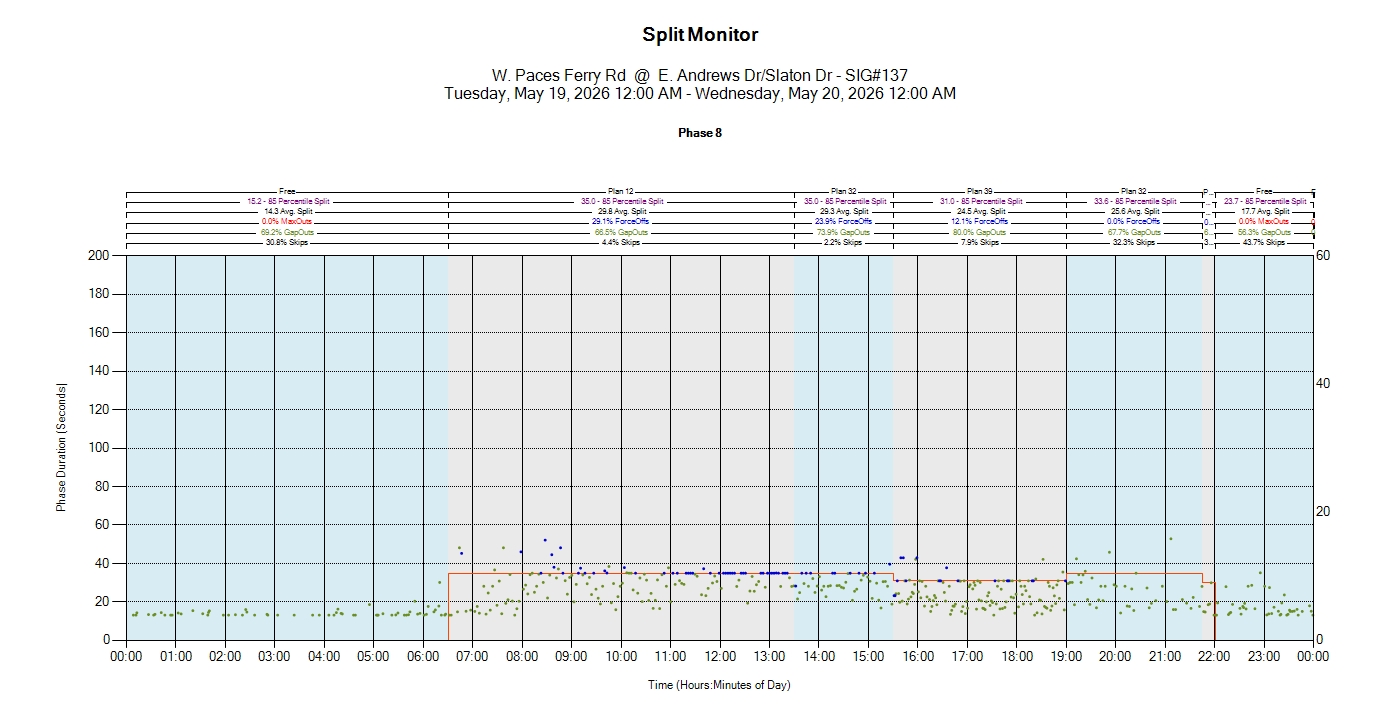 Split Monitor
W. Paces Ferry Rd @ E. Andrews Dr/Slaton Dr - SIG#137
Tuesday, May 19, 2026 12:00 AM - Wednesday, May 20, 2026 12:00 AM
Phase 8
Free Plan 12 Plan 32 Plan 39 Plan 32 P... Free F
15.2 - 85 Percentile Split 35.0 - 85 Percentile Split 35.0 - 85 Percentile Split 31.0 - 85 Percentile Split 33.6 - 85 Percentile Split 23.7 - 85 Percentile Split
14.3 Avg. Split 29.8 Avg. Split 29.3 Avg. Split 24.5 Avg. Split 25.6 Avg. Split 17.7 Avg. Split
0.0% MaxOuts 29.1% ForceOffs 23.9% ForceOffs 12.1% ForceOffs 0.0% ForceOffs 0... 0.0% MaxOuts
69.2% GapOuts 66.5% GapOuts 73.9% GapOuts 80.0% GapOuts 67.7% GapOuts 6... 56.3% GapOuts
30.8% Skips 4.4% Skips 2.2% Skips 7.9% Skips 32.3% Skips 3... 43.7% Skips
200 60
180
160
140 40
120
100
80
60 20
40
20
0 0
Phase Duration (Seconds)
00:00 01:00 02:00 03:00 04:00 05:00 06:00 07:00 08:00 09:00 10:00 11:00 12:00 13:00 14:00 15:00 16:00 17:00 18:00 19:00 20:00 21:00 22:00 23:00 00:00
Time (Hours:Minutes of Day)